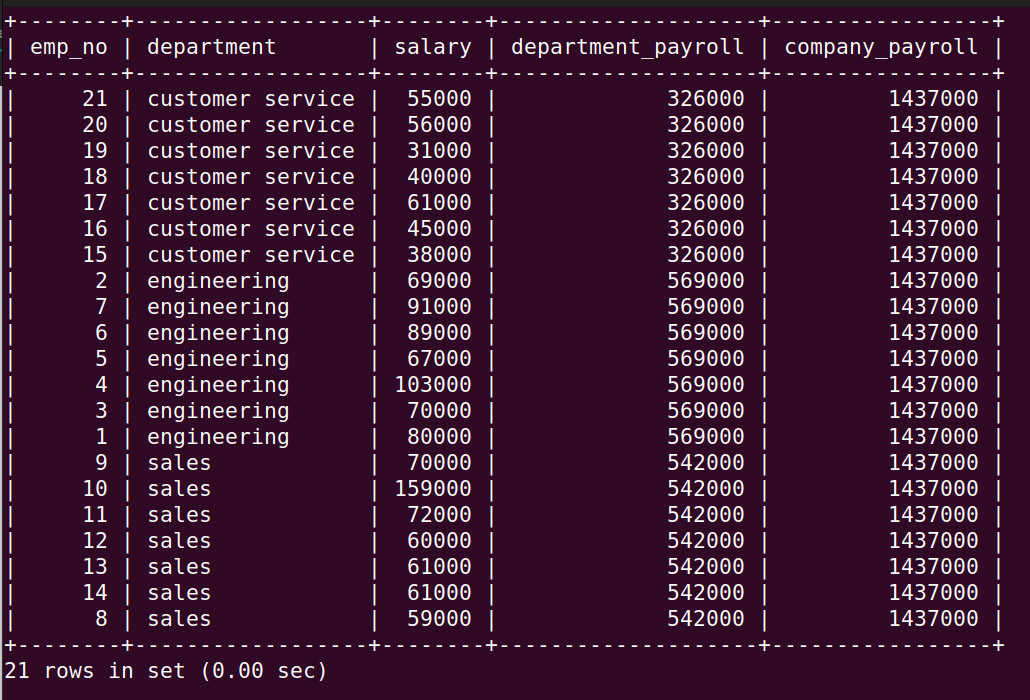 +--------+------------------+--------+--------------------+-----------------+
| emp_no | department       | salary | department_payroll | company_payroll |
+--------+------------------+--------+--------------------+-----------------+
|     21 | customer service |  55000 |             326000 |         1437000 |
|     20 | customer service |  56000 |             326000 |         1437000 |
|     19 | customer service |  31000 |             326000 |         1437000 |
|     18 | customer service |  40000 |             326000 |         1437000 |
|     17 | customer service |  61000 |             326000 |         1437000 |
|     16 | customer service |  45000 |             326000 |         1437000 |
|     15 | customer service |  38000 |             326000 |         1437000 |
|      2 | engineering      |  69000 |             569000 |         1437000 |
|      7 | engineering      |  91000 |             569000 |         1437000 |
|      6 | engineering      |  89000 |             569000 |         1437000 |
|      5 | engineering      |  67000 |             569000 |         1437000 |
|      4 | engineering      | 103000 |             569000 |         1437000 |
|      3 | engineering      |  70000 |             569000 |         1437000 |
|      1 | engineering      |  80000 |             569000 |         1437000 |
|      9 | sales            |  70000 |             542000 |         1437000 |
|     10 | sales            | 159000 |             542000 |         1437000 |
|     11 | sales            |  72000 |             542000 |         1437000 |
|     12 | sales            |  60000 |             542000 |         1437000 |
|     13 | sales            |  61000 |             542000 |         1437000 |
|     14 | sales            |  61000 |             542000 |         1437000 |
|      8 | sales            |  59000 |             542000 |         1437000 |
+--------+------------------+--------+--------------------+-----------------+
21 rows in set (0.00 sec)